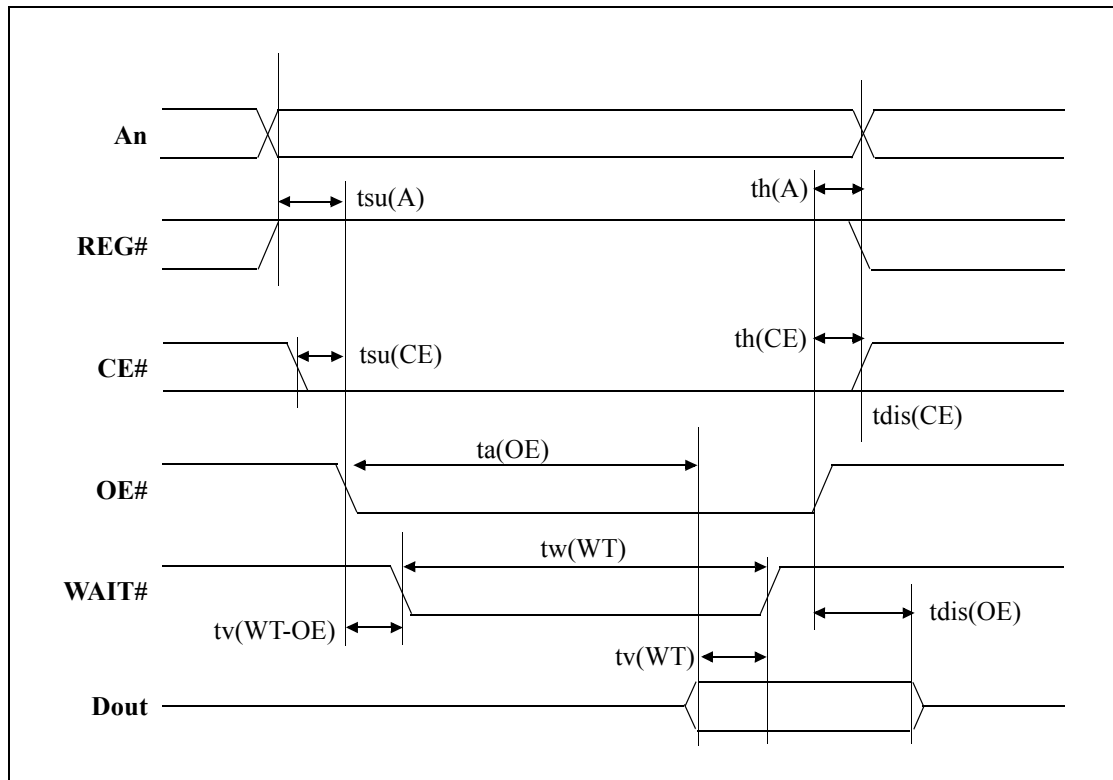 An
tsu(A)
th(A)
REG#
tsu(CE)
th(CE)
CE#
tdis(CE)
ta(OE)
OE#
tw(WT)
WAIT#
tv(WT-OE)
tdis(OE)
tv(WT)
Dout